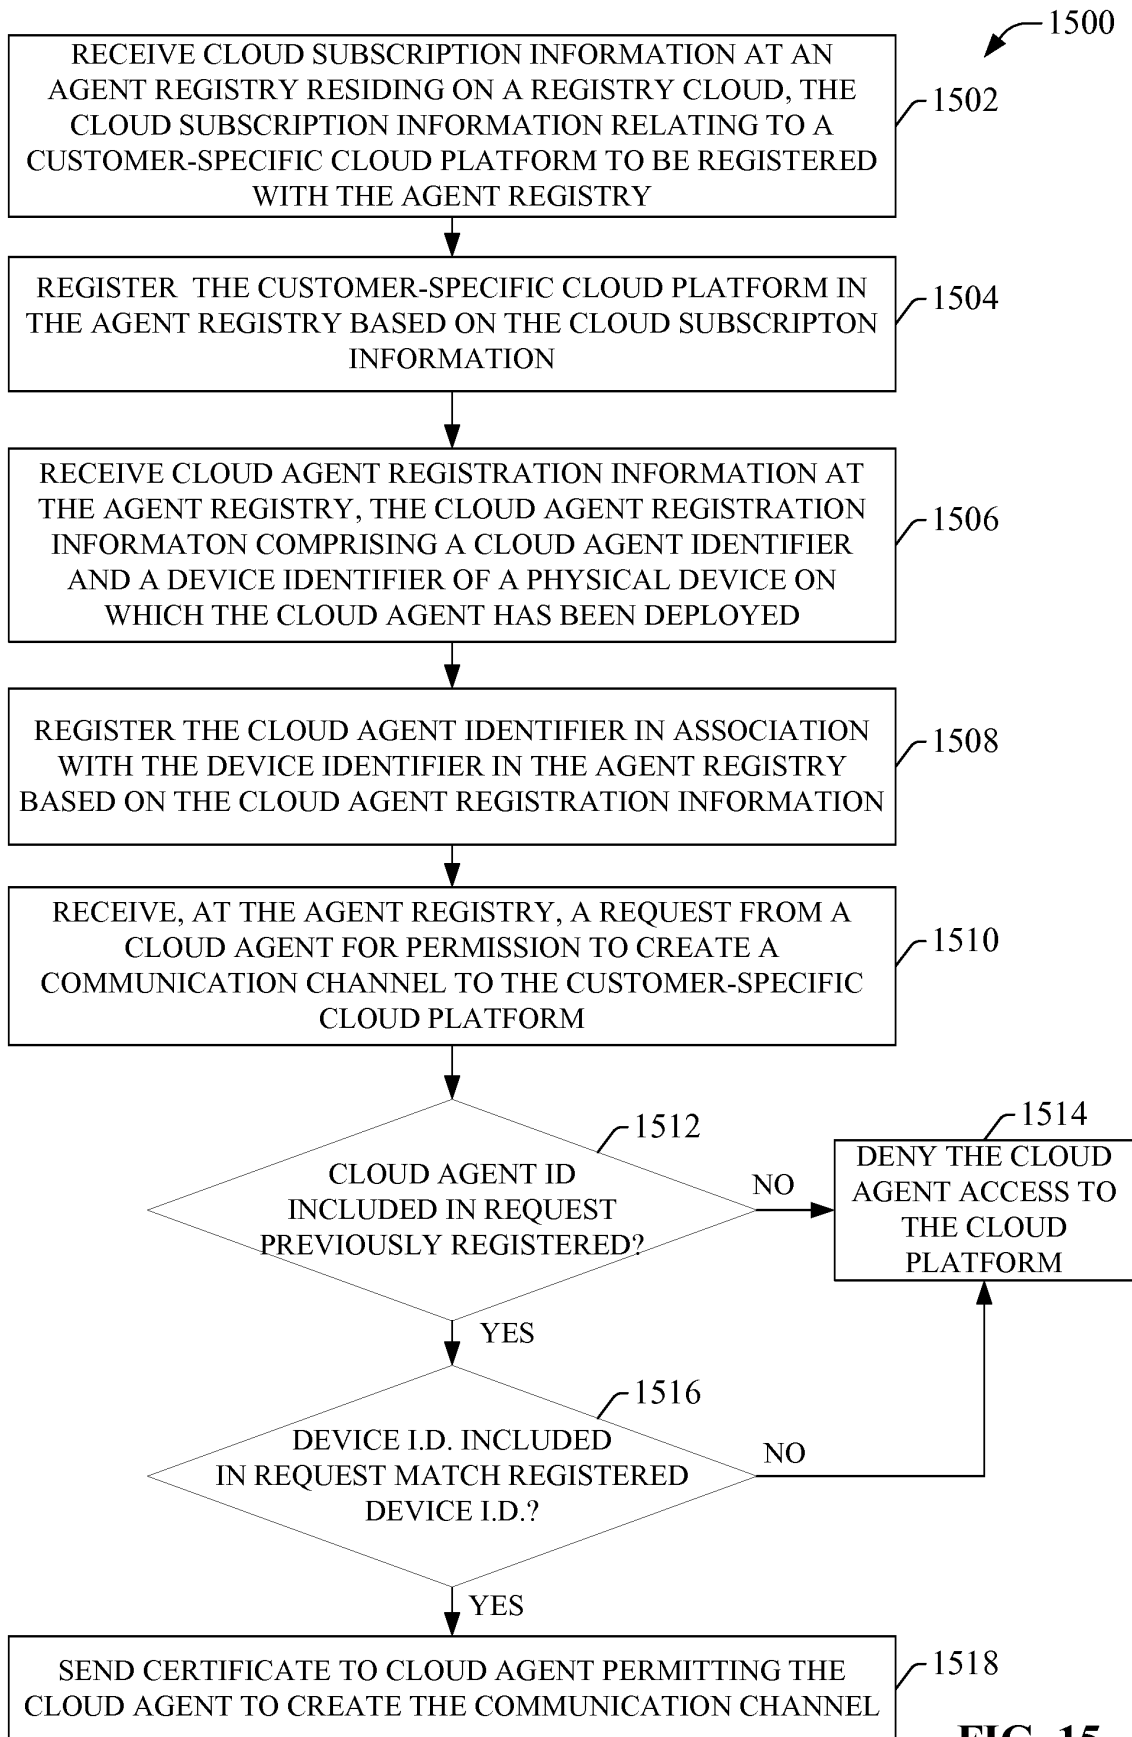 1500
RECEIVE CLOUD SUBSCRIPTION INFORMATION AT AN
AGENT REGISTRY RESIDING ON A REGISTRY CLOUD, THE
CLOUD SUBSCRIPTION INFORMATION RELATING TO A
CUSTOMER-SPECIFIC CLOUD PLATFORM TO BE REGISTERED
WITH THE AGENT REGISTRY
1502
REGISTER THE CUSTOMER-SPECIFIC CLOUD PLATFORM IN
THE AGENT REGISTRY BASED ON THE CLOUD SUBSCRIPTON
INFORMATION
1504
RECEIVE CLOUD AGENT REGISTRATION INFORMATION AT
THE AGENT REGISTRY, THE CLOUD AGENT REGISTRATION
INFORMATON COMPRISING A CLOUD AGENT IDENTIFIER
AND A DEVICE IDENTIFIER OF A PHYSICAL DEVICE ON
WHICH THE CLOUD AGENT HAS BEEN DEPLOYED
1506
REGISTER THE CLOUD AGENT IDENTIFIER IN ASSOCIATION
WITH THE DEVICE IDENTIFIER IN THE AGENT REGISTRY
BASED ON THE CLOUD AGENT REGISTRATION INFORMATION
1508
RECEIVE, AT THE AGENT REGISTRY, A REQUEST FROM A
CLOUD AGENT FOR PERMISSION TO CREATE A
COMMUNICATION CHANNEL TO THE CUSTOMER-SPECIFIC
CLOUD PLATFORM
1510
CLOUD AGENT ID
INCLUDED IN REQUEST
PREVIOUSLY REGISTERED?
1512
NO
1514
DENY THE CLOUD
AGENT ACCESS TO
THE CLOUD
PLATFORM
YES
DEVICE I.D. INCLUDED
IN REQUEST MATCH REGISTERED
DEVICE I.D.?
1516
NO
YES
SEND CERTIFICATE TO CLOUD AGENT PERMITTING THE
CLOUD AGENT TO CREATE THE COMMUNICATION CHANNEL
1518
FIG. 15